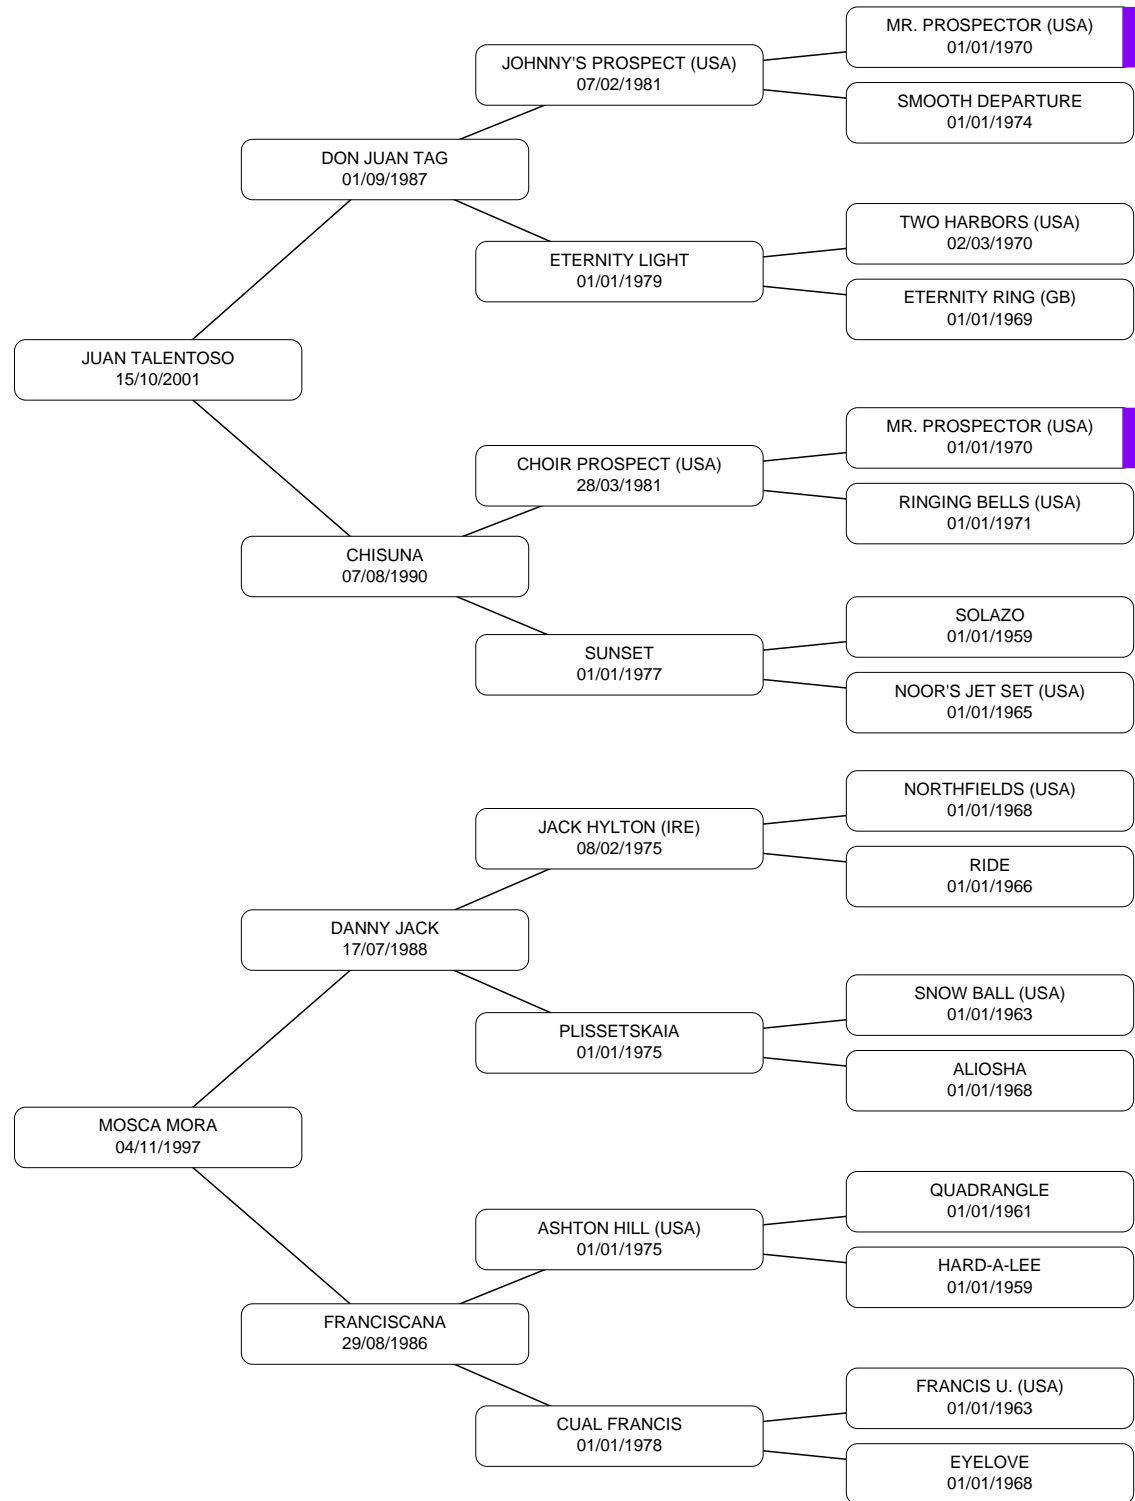 MR. PROSPECTOR (USA)
01/01/1970
JOHNNY'S PROSPECT (USA)
07/02/1981
SMOOTH DEPARTURE
01/01/1974
DON JUAN TAG
01/09/1987
TWO HARBORS (USA)
02/03/1970
ETERNITY LIGHT
01/01/1979
ETERNITY RING (GB)
01/01/1969
JUAN TALENTOSO
15/10/2001
MR. PROSPECTOR (USA)
01/01/1970
CHOIR PROSPECT (USA)
28/03/1981
RINGING BELLS (USA)
01/01/1971
CHISUNA
07/08/1990
SOLAZO
01/01/1959
SUNSET
01/01/1977
NOOR'S JET SET (USA)
01/01/1965
NORTHFIELDS (USA)
01/01/1968
JACK HYLTON (IRE)
08/02/1975
RIDE
01/01/1966
DANNY JACK
17/07/1988
SNOW BALL (USA)
01/01/1963
PLISSETSKAIA
01/01/1975
ALIOSHA
01/01/1968
MOSCA MORA
04/11/1997
QUADRANGLE
01/01/1961
ASHTON HILL (USA)
01/01/1975
HARD-A-LEE
01/01/1959
FRANCISCANA
29/08/1986
FRANCIS U. (USA)
01/01/1963
CUAL FRANCIS
01/01/1978
EYELOVE
01/01/1968